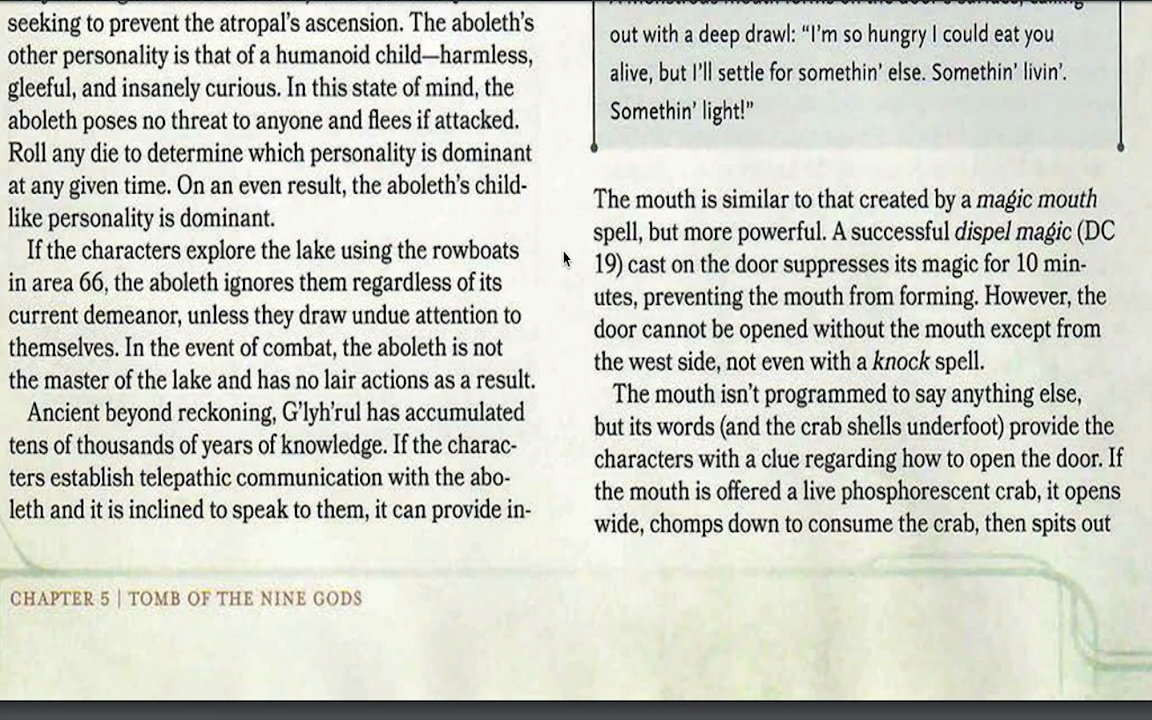 seeking to prevent the atropal's ascension. The aboleth's
other personality is that of a humanoid child—harmless,
gleeful, and insanely curious. In this state of mind, the
aboleth poses no threat to anyone and flees if attacked.
Roll any die to determine which personality is dominant
at any given time. On an even result, the aboleth's child-
like personality is dominant.
If the characters explore the lake using the rowboats
in area 66, the aboleth ignores them regardless of its
current demeanor, unless they draw undue attention to
themselves. In the event of combat, the aboleth is not
the master of the lake and has no lair actions as a result.
Ancient beyond reckoning, G'lyh'rul has accumulated
tens of thousands of years of knowledge. If the charac-
ters establish telepathic communication with the abo-
leth and it is inclined to speak to them, it can provide in-
out with a deep drawl: “I'm so hungry I could eat you
alive, but I'll settle for somethin' else. Somethin' livin'.
Somethin' light!”
The mouth is similar to that created by a magic mouth
spell, but more powerful. A successful dispel magic (DC
19) cast on the door suppresses its magic for 10 min-
utes, preventing the mouth from forming. However, the
door cannot be opened without the mouth except from
the west side, not even with a knock spell.
The mouth isn't programmed to say anything else,
but its words (and the crab shells underfoot) provide the
characters with a clue regarding how to open the door. If
the mouth is offered a live phosphorescent crab, it opens
wide, chomps down to consume the crab, then spits out
CHAPTER 5 | TOMB OF THE NINE GODS